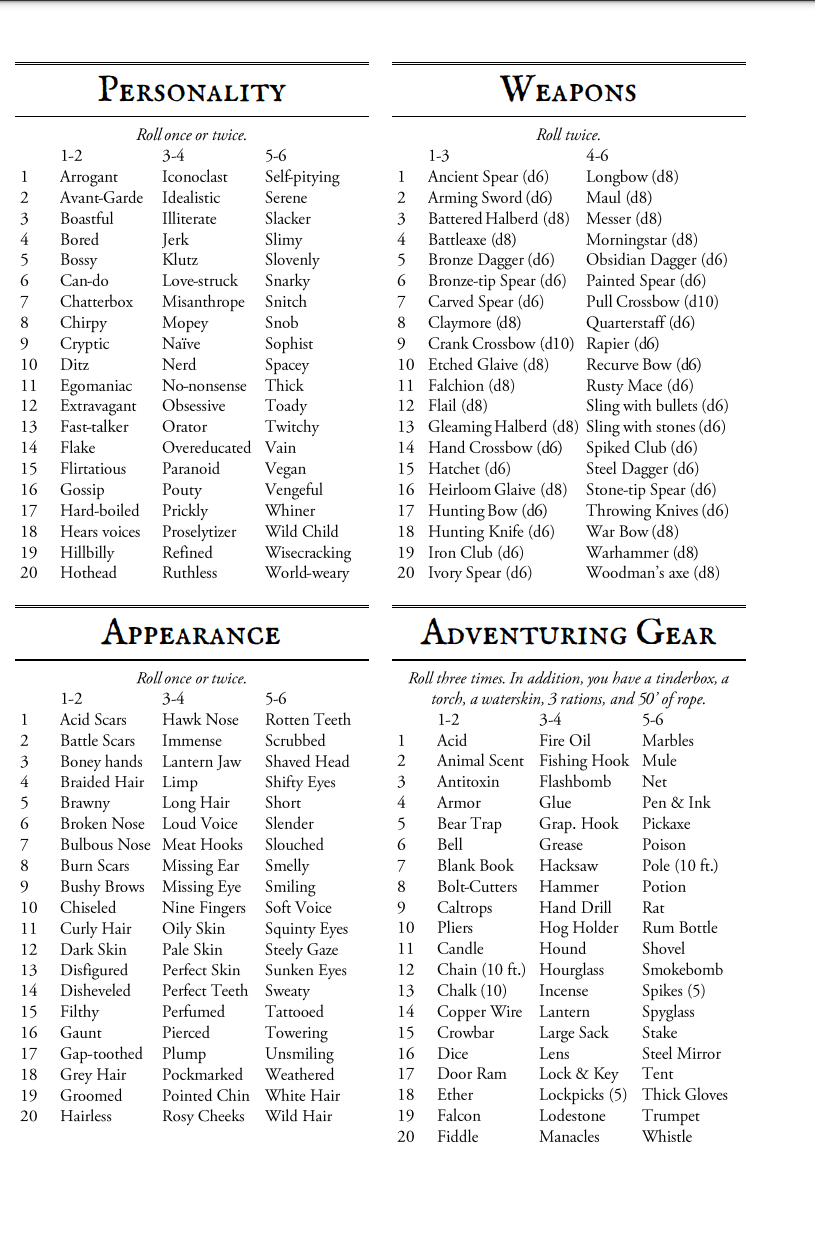 Personality
Roll once or twice.
1-2 3-4 5-6
1 Arrogant Iconoclast Self-pitying
2 Avant-Garde Idealistic Serene
3 Boastful Illiterate Slacker
4 Bored Jerk Slimy
5 Bossy Klutz Slovenly
6 Can-do Love-struck Snarky
7 Chatterbox Misanthrope Snitch
8 Chirpy Mopey Snob
9 Cryptic Naïve Sophist
10 Ditz Nerd Spacey
11 Egomaniac No-nonsense Thick
12 Extravagant Obsessive Toady
13 Fast-talker Orator Twitchy
14 Flake Overeducated Vain
15 Flirtatious Paranoid Vegan
16 Gossip Pouty Vengeful
17 Hard-boiled Prickly Whiner
18 Hears voices Proselytizer Wild Child
19 Hillbilly Refined Wisecracking
20 Hothead Ruthless World-weary
Weapons
Roll twice.
1-3 4-6
1 Ancient Spear (d6) Longbow (d8)
2 Arming Sword (d6) Maul (d8)
3 Battered Halberd (d8) Messer (d8)
4 Battleaxe (d8) Morningstar (d8)
5 Bronze Dagger (d6) Obsidian Dagger (d6)
6 Bronze-tip Spear (d6) Painted Spear (d6)
7 Carved Spear (d6) Pull Crossbow (d10)
8 Claymore (d8) Quarterstaff (d6)
9 Crank Crossbow (d10) Rapier (d6)
10 Etched Glaive (d8) Recurve Bow (d6)
11 Falchion (d8) Rusty Mace (d6)
12 Flail (d8) Sling with bullets (d6)
13 Gleaming Halberd (d8) Sling with stones (d6)
14 Hand Crossbow (d6) Spiked Club (d6)
15 Hatchet (d6) Steel Dagger (d6)
16 Heirloom Glaive (d8) Stone-tip Spear (d6)
17 Hunting Bow (d6) Throwing Knives (d6)
18 Hunting Knife (d6) War Bow (d8)
19 Iron Club (d6) Warhammer (d8)
20 Ivory Spear (d6) Woodman's axe (d8)
Appearance
Roll once or twice.
1-2 3-4 5-6
1 Acid Scars Hawk Nose Rotten Teeth
2 Battle Scars Immense Scrubbed
3 Boney hands Lantern Jaw Shaved Head
4 Braided Hair Limp Shifty Eyes
5 Brawny Long Hair Short
6 Broken Nose Loud Voice Slender
7 Bulbous Nose Meat Hooks Slouched
8 Burn Scars Missing Ear Smelly
9 Bushy Brows Missing Eye Smiling
10 Chiseled Nine Fingers Soft Voice
11 Curly Hair Oily Skin Squinty Eyes
12 Dark Skin Pale Skin Steely Gaze
13 Disfigured Perfect Skin Sunken Eyes
14 Disheveled Perfect Teeth Sweaty
15 Filthy Perfumed Tattooed
16 Gaunt Pierced Towering
17 Gap-toothed Plump Unsmiling
18 Grey Hair Pockmarked Weathered
19 Groomed Pointed Chin White Hair
20 Hairless Rosy Cheeks Wild Hair
Adventuring Gear
Roll three times. In addition, you have a tinderbox, a
torch, a waterskin, 3 rations, and 50' of rope.
1-2 3-4 5-6
1 Acid Fire Oil Marbles
2 Animal Scent Fishing Hook Mule
3 Antitoxin Flashbomb Net
4 Armor Glue Pen & Ink
5 Bear Trap Grap. Hook Pickaxe
6 Bell Grease Poison
7 Blank Book Hacksaw Pole (10 ft.)
8 Bolt-Cutters Hammer Potion
9 Caltrops Hand Drill Rat
10 Pliers Hog Holder Rum Bottle
11 Candle Hound Shovel
12 Chain (10 ft.) Hourglass Smokebomb
13 Chalk (10) Incense Spikes (5)
14 Copper Wire Lantern Spyglass
15 Crowbar Large Sack Stake
16 Dice Lens Steel Mirror
17 Door Ram Lock & Key Tent
18 Ether Lockpicks (5) Thick Gloves
19 Falcon Lodestone Trumpet
20 Fiddle Manacles Whistle